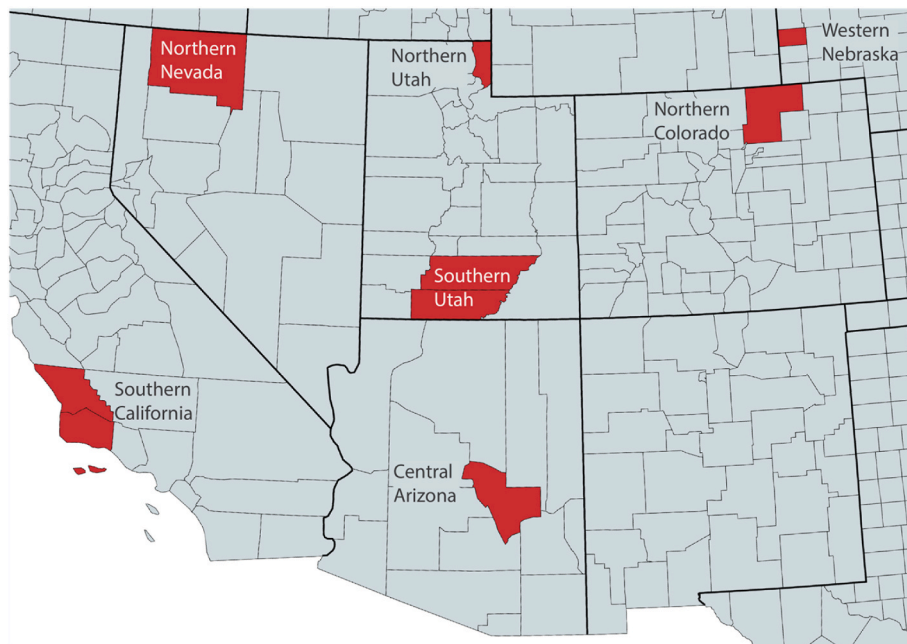 Northern
Nevada
Northern
Utah
Western
Nebraska
Northern
Colorado
Southern
Utah
Southern
California
Central
Arizona